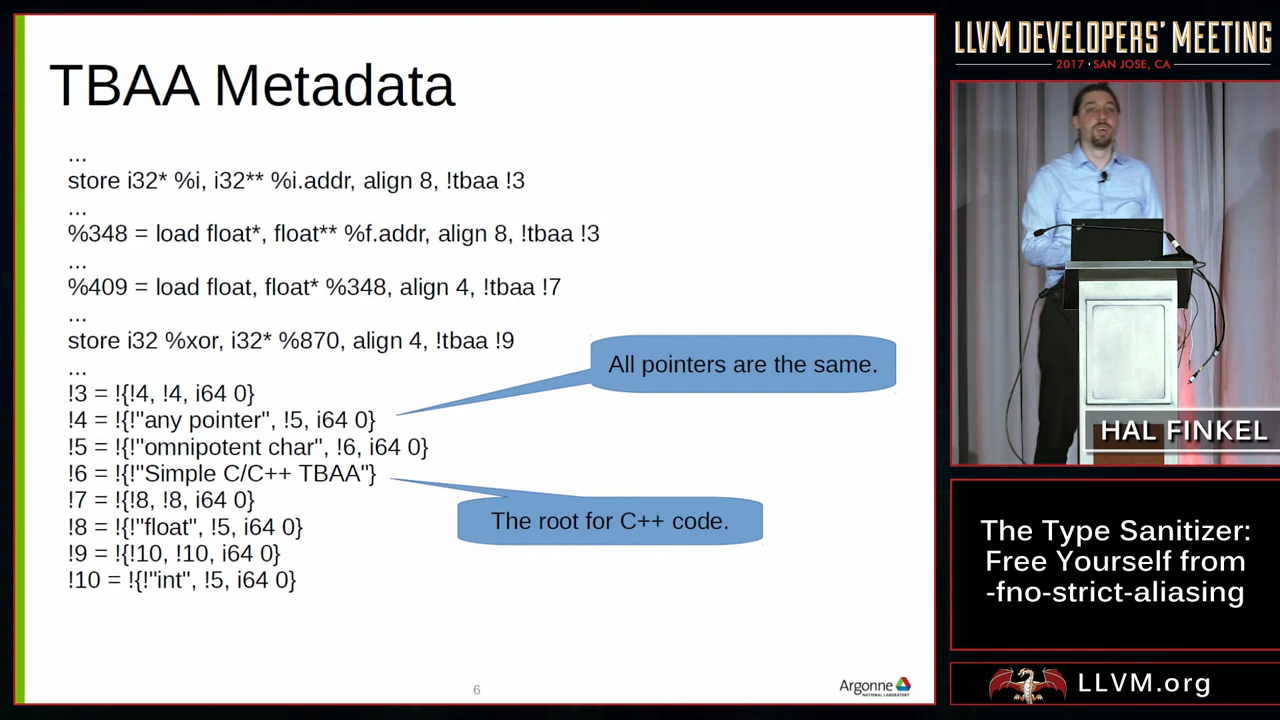 TBAA Metadata
...
store i32* %i, i32** %i.addr, align 8, !tbaa !3
...
%348 = load float*, float** %f.addr, align 8, !tbaa !3
...
%409 = load float, float* %348, align 4, !tbaa !7
...
store i32 %xor, i32* %870, align 4, !tbaa !9
...
!3 = !{!4, !4, i64 0}
!4 = !{!"any pointer", !5, i64 0}
!5 = !{!"omnipotent char", !6, i64 0}
!6 = !{!"Simple C/C++ TBAA"}
!7 = !{!8, !8, i64 0}
!8 = !{!"float", !5, i64 0}
!9 = !{!10, !10, i64 0}
!10 = !{!"int", !5, i64 0}
All pointers are the same.
The root for C++ code.
6
Argonne
NATIONAL LABORATORY
LLVM DEVELOPERS' MEETING
2017 • SAN JOSE, CA
HAL FINKEL
The Type Sanitizer:
Free Yourself from
-fno-strict-aliasing
LLVM.org